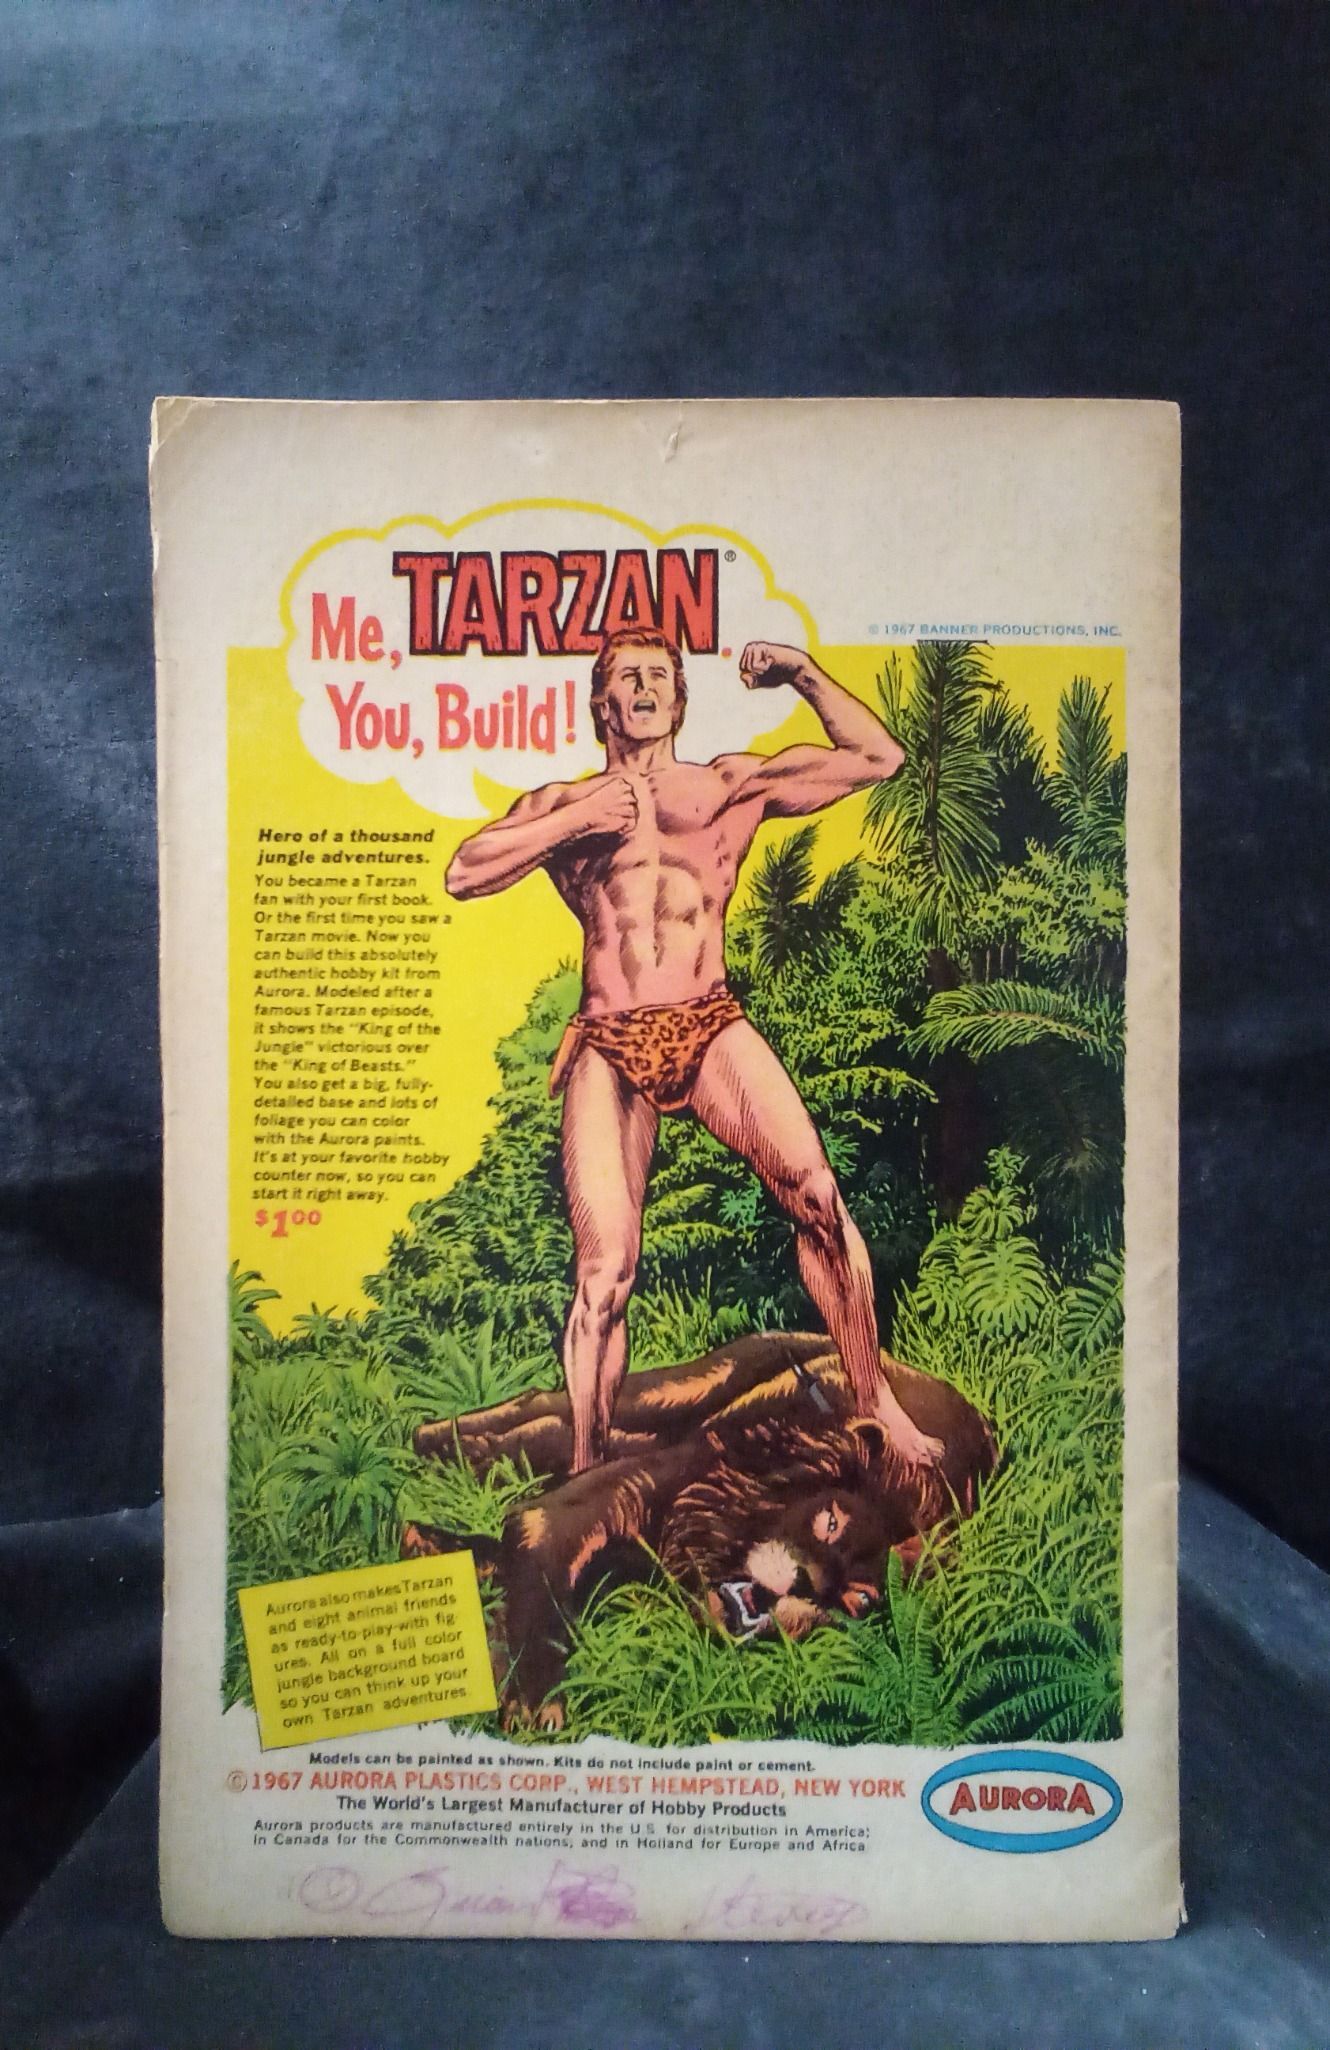 Me, TARZAN®.
You, Build!
© 1967 BANNER PRODUCTIONS, INC.
Hero of a thousand
jungle adventures.
You became a Tarzan
fan with your first book.
Or the first time you saw a
Tarzan movie. Now you
can build this absolutely
authentic hobby kit from
Aurora. Modeled after a
famous Tarzan episode,
it shows the "King of the
Jungle" victorious over
the "King of Beasts."
You also get a big, fully-
detailed base and lots of
foliage you can color
with the Aurora paints.
It's at your favorite hobby
counter now, so you can
start it right away.
$1.00
Aurora also makes Tarzan
and eight animal friends
as ready-to-play-with fig-
ures. All on a full color
jungle background board
so you can think up your
own Tarzan adventures.
Models can be painted as shown. Kits do not include paint or cement.
©1967 AURORA PLASTICS CORP., WEST HEMPSTEAD, NEW YORK
The World's Largest Manufacturer of Hobby Products
Aurora products are manufactured entirely in the U.S. for distribution in America;
in Canada for the Commonwealth nations, and in Holland for Europe and Africa
AURORA